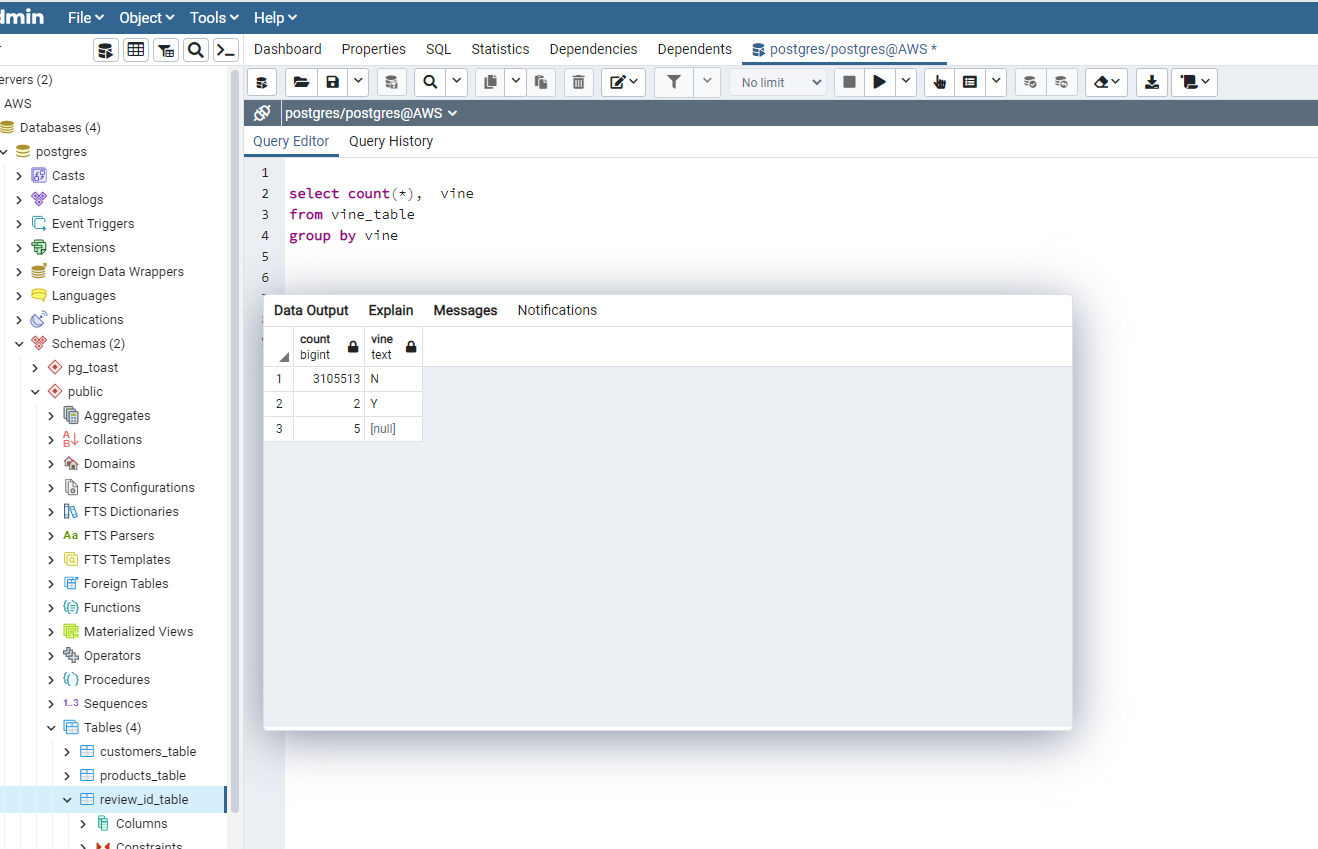 dmin File Object Tools Help
Dashboard Properties SQL Statistics Dependencies Dependents postgres/postgres@AWS *
No limit
postgres/postgres@AWS
Query Editor Query History
ervers (2)
AWS
Databases (4)
postgres
Casts
Catalogs
Event Triggers
Extensions
Foreign Data Wrappers
Languages
Publications
Schemas (2)
pg_toast
public
Aggregates
Collations
Domains
FTS Configurations
FTS Dictionaries
Aa FTS Parsers
FTS Templates
Foreign Tables
Functions
Materialized Views
Operators
Procedures
1..3 Sequences
Tables (4)
customers_table
products_table
review_id_table
Columns
Constraints
1
2 select count(*), vine
3 from vine_table
4 group by vine
5
6
Data Output Explain Messages Notifications
count vine
bigint text
1 3105513 N
2 2 Y
3 5 [null]